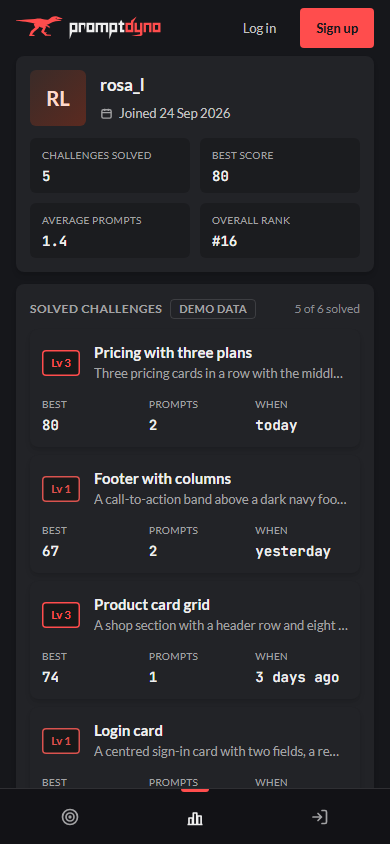 promptdyno
Log in
Sign up
RL
rosa_l
Joined 24 Sep 2026
CHALLENGES SOLVED
5
BEST SCORE
80
AVERAGE PROMPTS
1.4
OVERALL RANK
#16
SOLVED CHALLENGES
DEMO DATA
5 of 6 solved
Lv 3
Pricing with three plans
Three pricing cards in a row with the middl...
BEST
PROMPTS
WHEN
80
2
today
Lv 1
Footer with columns
A call-to-action band above a dark navy foo...
BEST
PROMPTS
WHEN
67
2
yesterday
Lv 3
Product card grid
A shop section with a header row and eight ...
BEST
PROMPTS
WHEN
74
1
3 days ago
Lv 1
Login card
A centred sign-in card with two fields, a re...
BEST
PROMPTS
WHEN